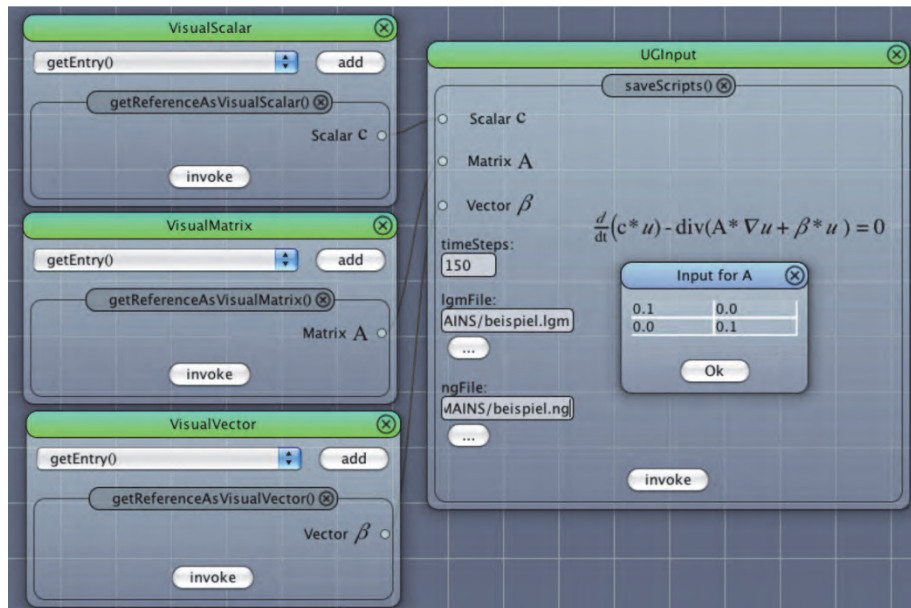 VisualScalar
getEntry()
add
getReferenceAsVisualScalar()
Scalar c
invoke
VisualMatrix
getEntry()
add
getReferenceAsVisualMatrix()
Matrix A
invoke
VisualVector
getEntry()
add
getReferenceAsVisualVector()
Vector β
invoke
UGInput
saveScripts()
Scalar c
Matrix A
Vector β
d/dt(c* u) - div(A* ∇u + β* u ) = 0
timeSteps:
150
lgmFile:
AINS/beispiel.lgm
...
ngFile:
MAINS/beispiel.ng
...
Input for A
0.1 0.0
0.0 0.1
Ok
invoke